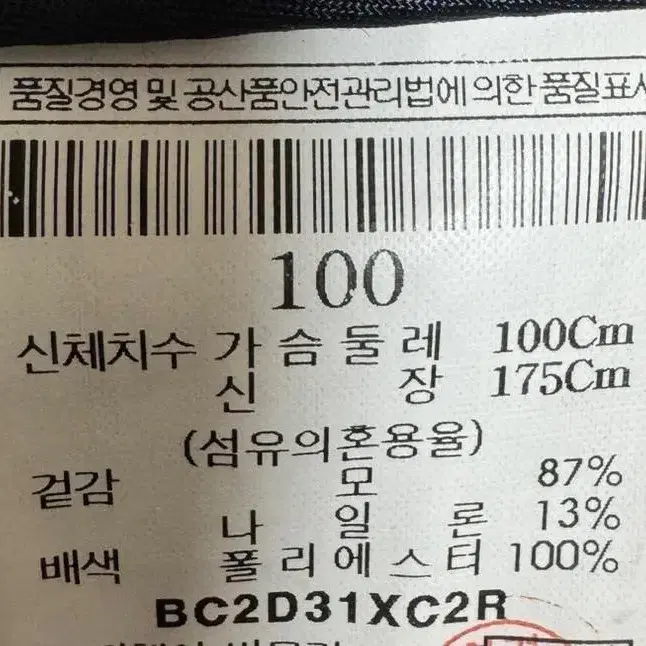 품질경영 및 공산품안전관리법에 의한 품질표시
100
신체치수 가 슴 둘 레 100Cm
신 장 175Cm
(섬유의혼용율)
겉감 모 87%
나 일 론 13%
배색 폴 리 에 스 터 100%
BC2D31XC2R